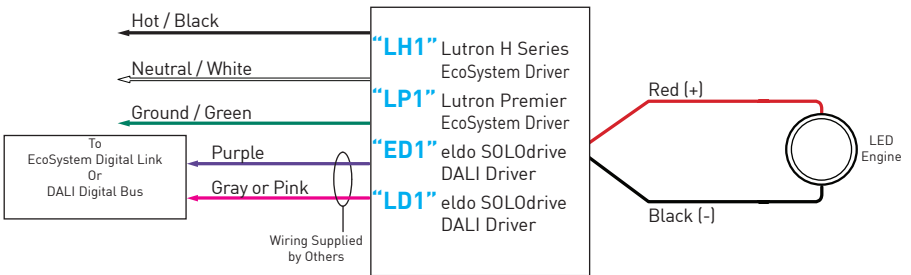 Hot / Black
Neutral / White
Ground / Green
To
EcoSystem Digital Link
Or
DALI Digital Bus
Purple
Gray or Pink
Wiring Supplied
by Others
“LH1” Lutron H Series
EcoSystem Driver
“LP1” Lutron Premier
EcoSystem Driver
“ED1” eldo SOLOdrive
DALI Driver
“LD1” eldo SOLOdrive
DALI Driver
Red (+)
Black (-)
LED
Engine